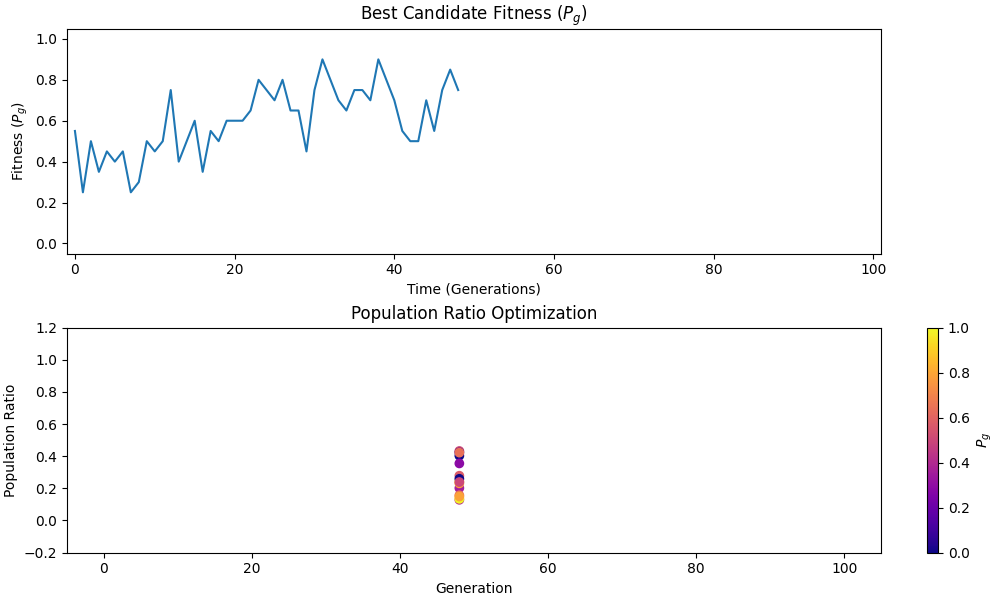 Best Candidate Fitness (P_g)
1.0
0.8
0.6
0.4
0.2
0.0
Fitness (P_g)
0 20 40 60 80 100
Time (Generations)
Population Ratio Optimization
1.2
1.0
0.8
0.6
0.4
0.2
0.0
−0.2
Population Ratio
0 20 40 60 80 100
Generation
1.0
0.8
0.6
0.4
0.2
0.0
P_g